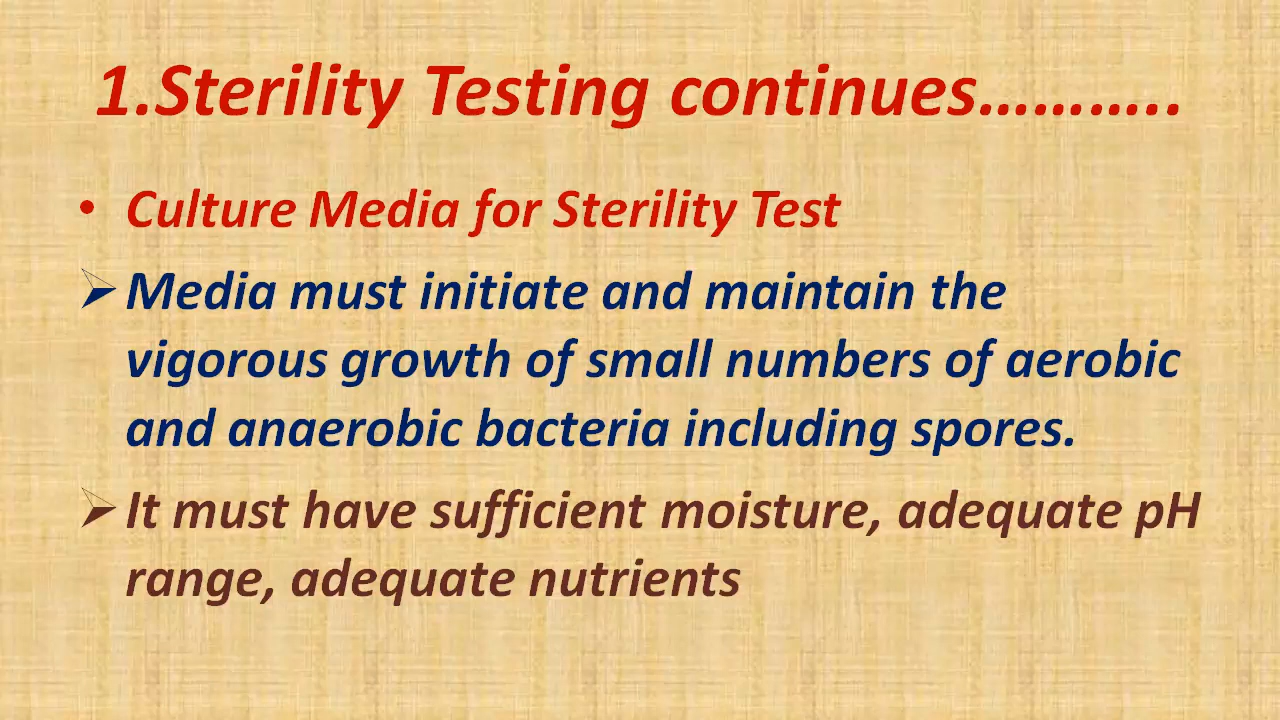 1.Sterility Testing continues………..
• Culture Media for Sterility Test
➢ Media must initiate and maintain the
vigorous growth of small numbers of aerobic
and anaerobic bacteria including spores.
➢ It must have sufficient moisture, adequate pH
range, adequate nutrients